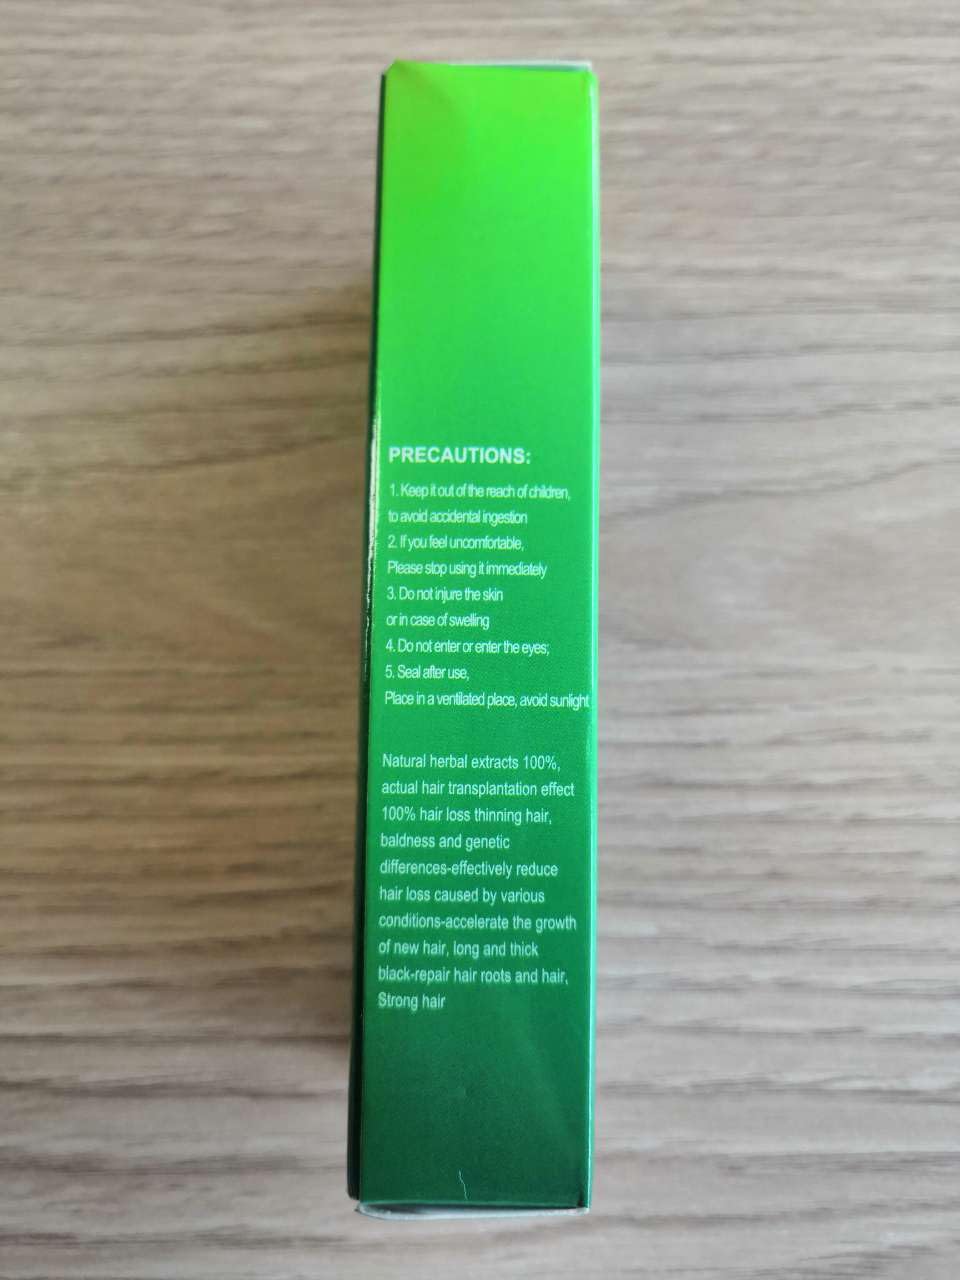 PRECAUTIONS:
1. Keep it out of the reach of children,
to avoid accidental ingestion
2. If you feel uncomfortable,
Please stop using it immediately
3. Do not injure the skin
or in case of swelling
4. Do not enter or enter the eyes;
5. Seal after use,
Place in a ventilated place, avoid sunlight
Natural herbal extracts 100%,
actual hair transplantation effect
100% hair loss thinning hair,
baldness and genetic
differences-effectively reduce
hair loss caused by various
conditions-accelerate the growth
of new hair, long and thick
black-repair hair roots and hair,
Strong hair